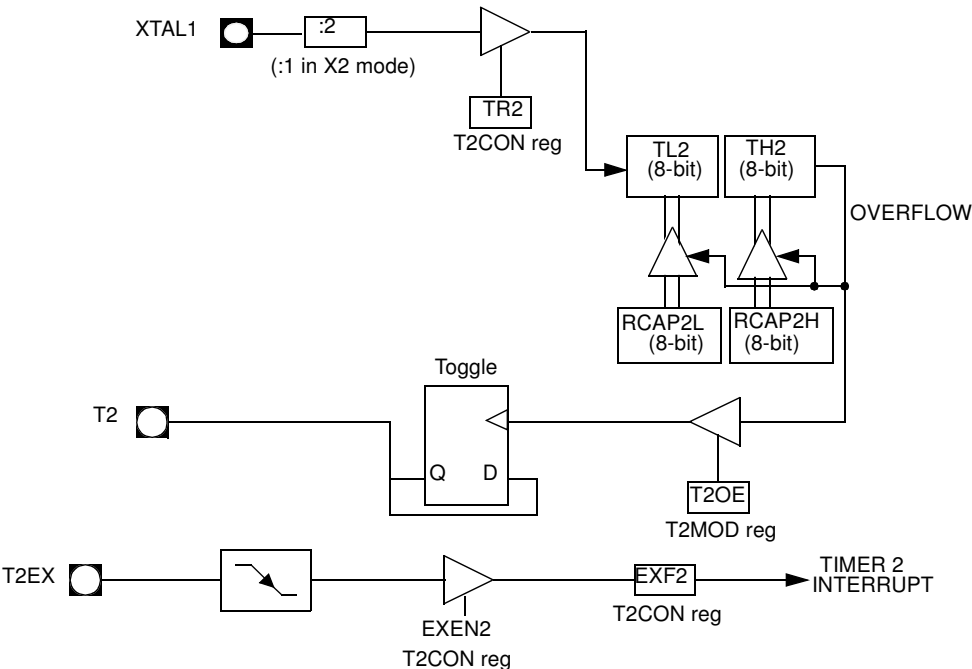 XTAL1
:2
(:1 in X2 mode)
TR2
T2CON reg
TL2
(8-bit)
TH2
(8-bit)
OVERFLOW
RCAP2L
(8-bit)
RCAP2H
(8-bit)
Toggle
T2
Q
D
T2OE
T2MOD reg
T2EX
EXEN2
T2CON reg
EXF2
T2CON reg
TIMER 2
INTERRUPT